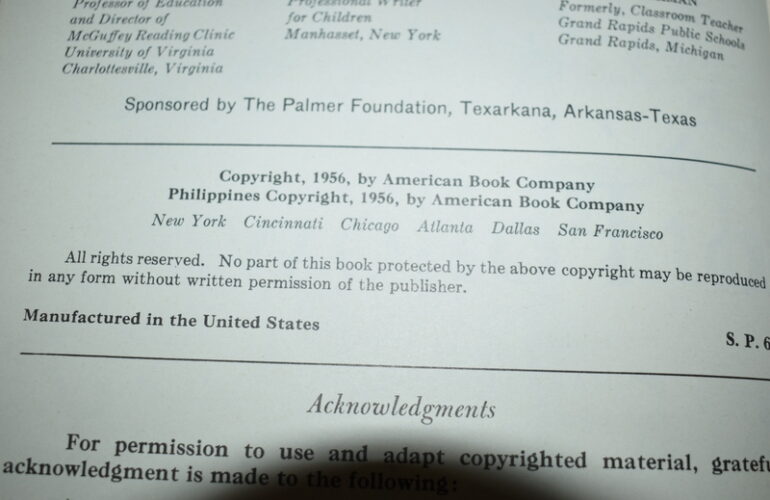 Professor of Education
and Director of
McGuffey Reading Clinic
University of Virginia
Charlottesville, Virginia
Professional Writer
for Children
Manhasset, New York
Formerly, Classroom Teacher
Grand Rapids Public Schools
Grand Rapids, Michigan
Sponsored by The Palmer Foundation, Texarkana, Arkansas-Texas
Copyright, 1956, by American Book Company
Philippines Copyright, 1956, by American Book Company
New York Cincinnati Chicago Atlanta Dallas San Francisco
All rights reserved. No part of this book protected by the above copyright may be reproduced
in any form without written permission of the publisher.
Manufactured in the United States
S. P. 6
Acknowledgments
For permission to use and adapt copyrighted material, gratefu
acknowledgment is made to the following: